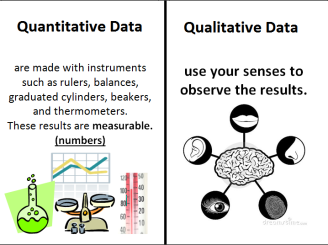 Quantitative Data
are made with instruments
such as rulers, balances,
graduated cylinders, beakers,
and thermometers.
These results are measurable.
(numbers)
Qualitative Data
use your senses to
observe the results.